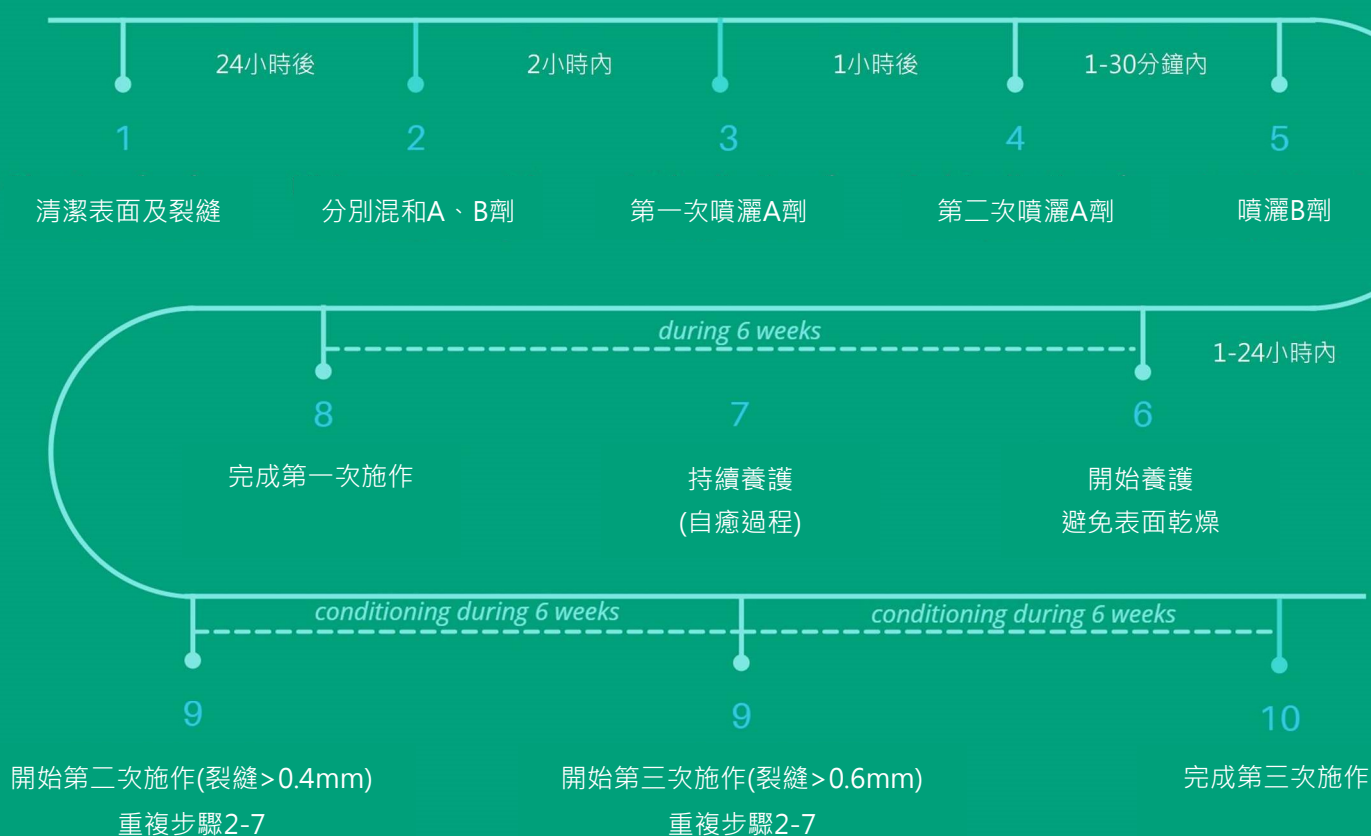 24小時後
2小時內
1小時後
1-30分鐘內
1
2
3
4
5
清潔表面及裂縫
分別混和A、B劑
第一次噴灑A劑
第二次噴灑A劑
噴灑B劑
during 6 weeks
1-24小時內
8
7
6
完成第一次施作
持續養護
(自癒過程)
開始養護
避免表面乾燥
conditioning during 6 weeks
conditioning during 6 weeks
9
9
10
開始第二次施作(裂縫>0.4mm)
重複步驟2-7
開始第三次施作(裂縫>0.6mm)
重複步驟2-7
完成第三次施作